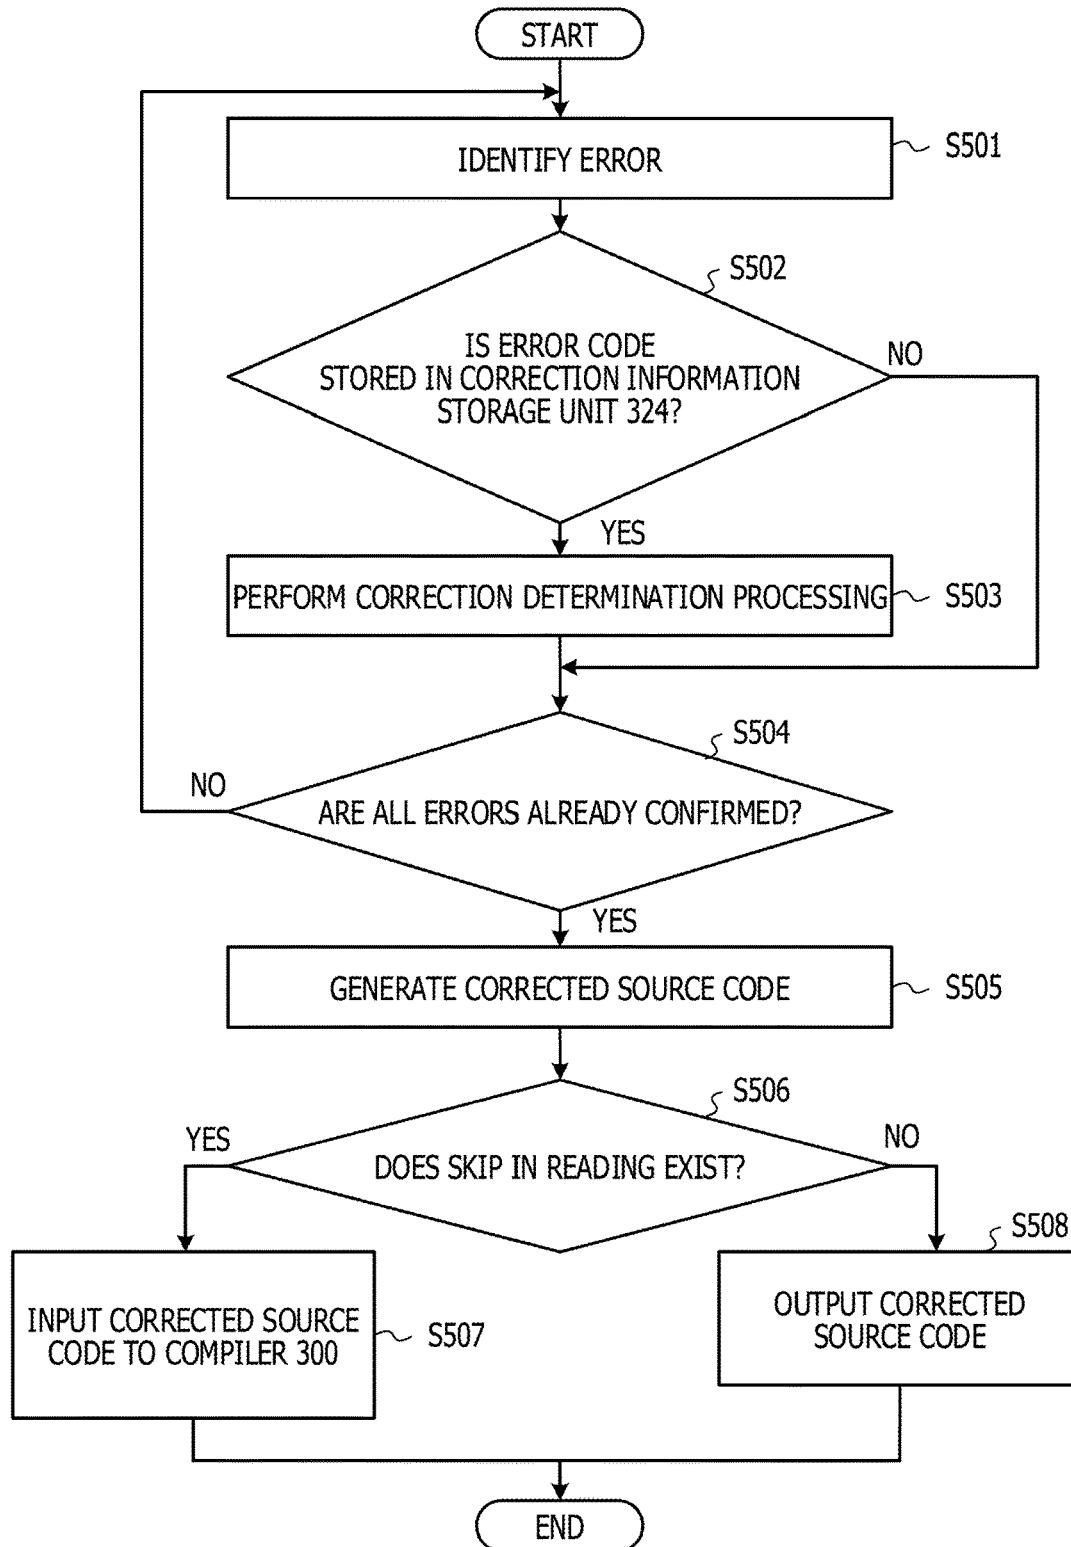 START
IDENTIFY ERROR
S501
S502
IS ERROR CODE
STORED IN CORRECTION INFORMATION
STORAGE UNIT 324?
NO
YES
PERFORM CORRECTION DETERMINATION PROCESSING
S503
S504
NO
ARE ALL ERRORS ALREADY CONFIRMED?
YES
GENERATE CORRECTED SOURCE CODE
S505
S506
YES
NO
DOES SKIP IN READING EXIST?
S508
INPUT CORRECTED SOURCE
CODE TO COMPILER 300
S507
OUTPUT CORRECTED
SOURCE CODE
END